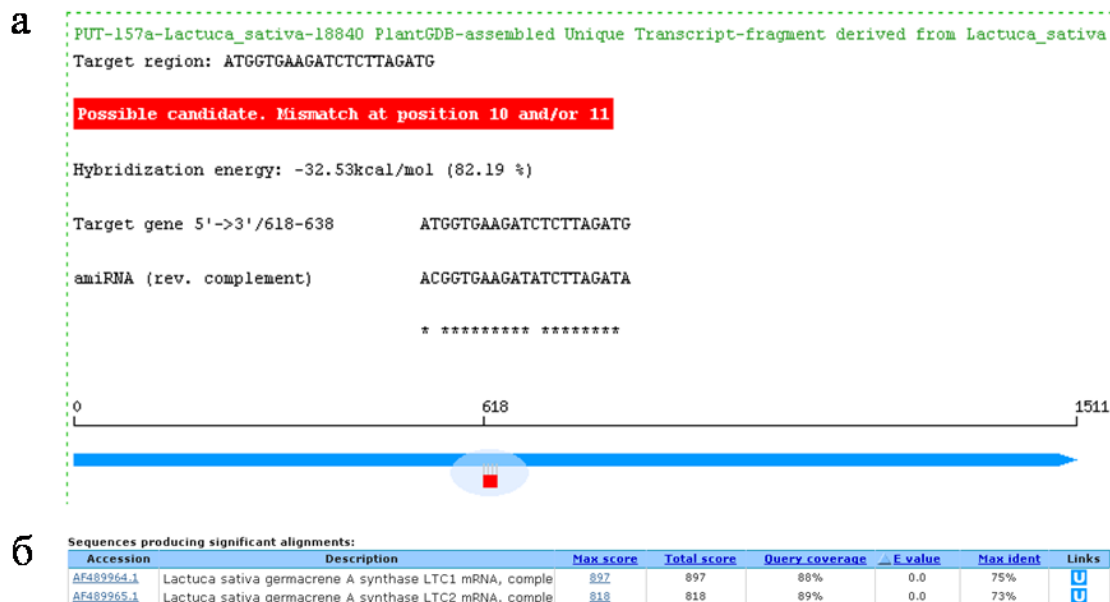 а
PUT-157a-Lactuca_sativa-18840 PlantGDB-assembled Unique Transcript-fragment derived from Lactuca_sativa
Target region: ATGGTGAAGATCTCTTAGATG
Possible candidate. Mismatch at position 10 and/or 11
Hybridization energy: -32.53kcal/mol (82.19 %)
Target gene 5'->3'/618-638 ATGGTGAAGATCTCTTAGATG
amiRNA (rev. complement) ACGGTGAAGATATCTTAGATA
* ********* ********
0 618 1511
б
Sequences producing significant alignments:
Accession Description Max score Total score Query coverage E value Max ident Links
AF489964.1 Lactuca sativa germacrene A synthase LTC1 mRNA, comple 897 897 88% 0.0 75% U
AF489965.1 Lactuca sativa germacrene A synthase LTC2 mRNA, comple 818 818 89% 0.0 73% U